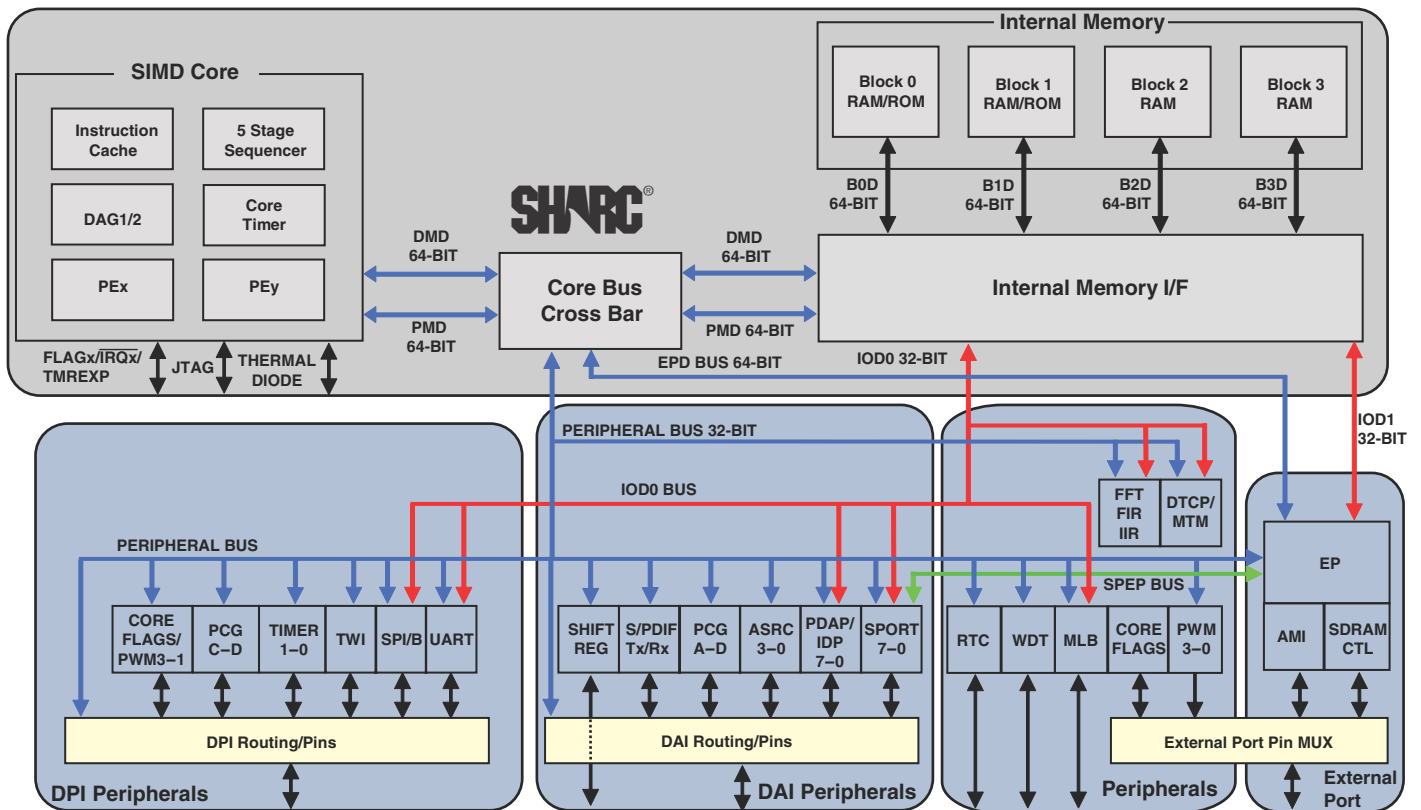 Internal Memory
SIMD Core
Block 0
RAM/ROM
Block 1
RAM/ROM
Block 2
RAM
Block 3
RAM
Instruction
Cache
5 Stage
Sequencer
DAG1/2
Core
Timer
PEx
PEy
B0D
64-BIT
B1D
64-BIT
B2D
64-BIT
B3D
64-BIT
SHARC®
DMD
64-BIT
DMD
64-BIT
Core Bus
Cross Bar
Internal Memory I/F
PMD
64-BIT
PMD 64-BIT
FLAGx/IRQx/
TMREXP
JTAG
THERMAL
DIODE
EPD BUS 64-BIT
IOD0 32-BIT
IOD1
32-BIT
PERIPHERAL BUS 32-BIT
IOD0 BUS
PERIPHERAL BUS
FFT
FIR
IIR
DTCP/
MTM
EP
SPEP BUS
CORE
FLAGS/
PWM3–1
PCG
C–D
TIMER
1–0
TWI
SPI/B
UART
SHIFT
REG
S/PDIF
Tx/Rx
PCG
A–D
ASRC
3–0
PDAP/
IDP
7–0
SPORT
7–0
RTC
WDT
MLB
CORE
FLAGS
PWM
3–0
AMI
SDRAM
CTL
DPI Routing/Pins
DAI Routing/Pins
External Port Pin MUX
DPI Peripherals
DAI Peripherals
Peripherals
External
Port